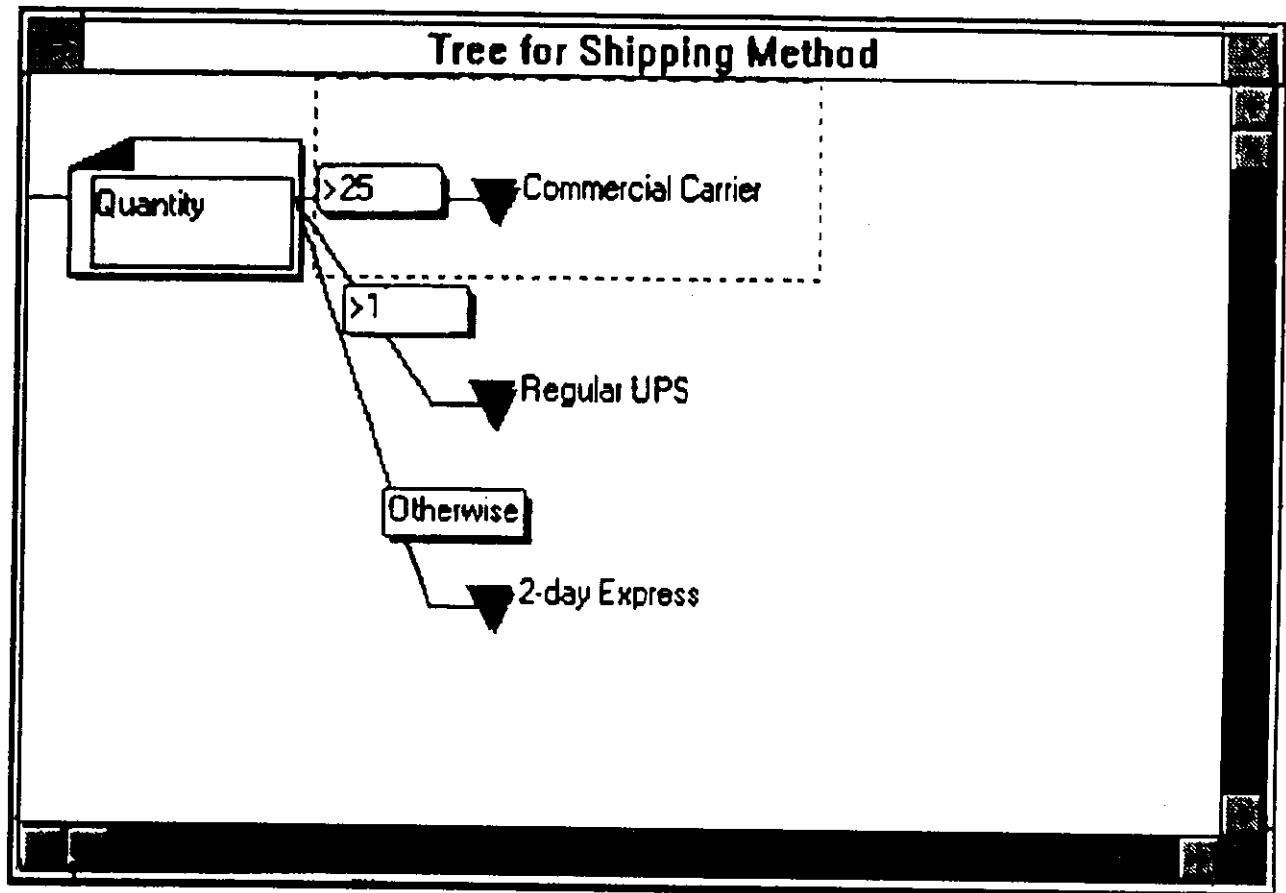 Tree for Shipping Method
Quantity
>25
Commercial Carrier
>1
Regular UPS
Otherwise
2-day Express